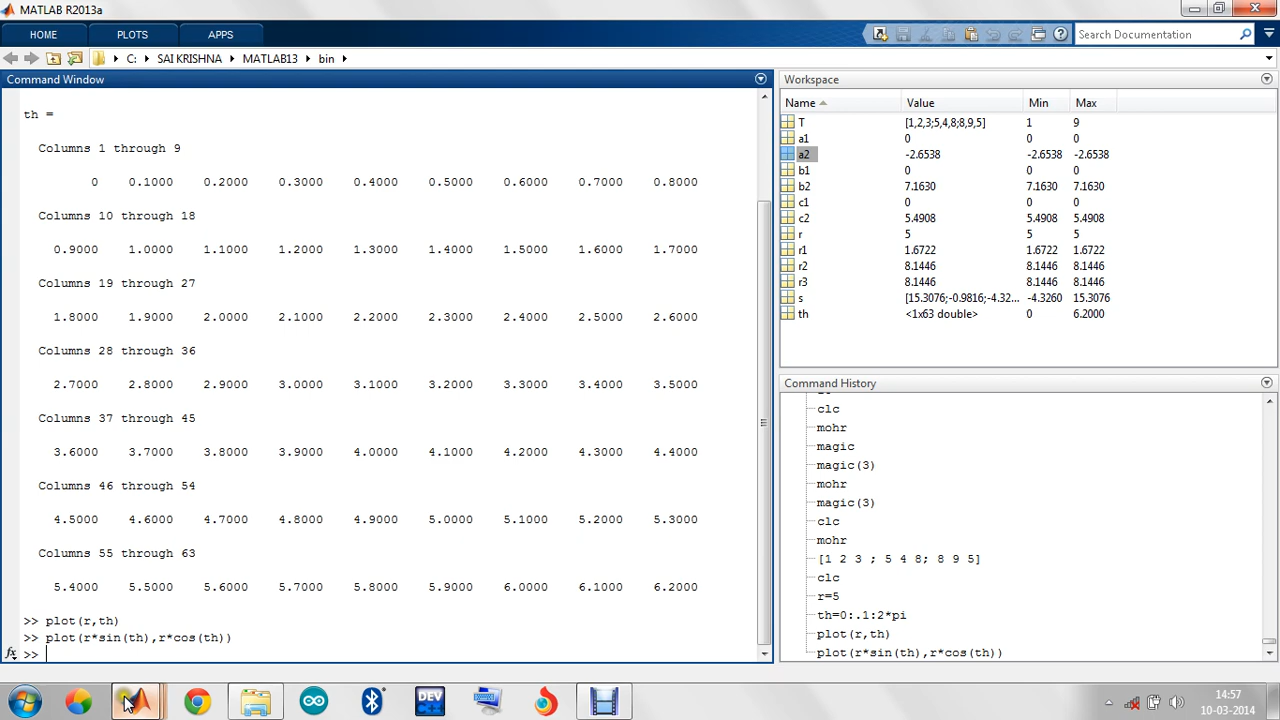 MATLAB R2013a
HOME PLOTS APPS Search Documentation
C: SAI KRISHNA MATLAB13 bin
Command Window
th =
Columns 1 through 9
0 0.1000 0.2000 0.3000 0.4000 0.5000 0.6000 0.7000 0.8000
Columns 10 through 18
0.9000 1.0000 1.1000 1.2000 1.3000 1.4000 1.5000 1.6000 1.7000
Columns 19 through 27
1.8000 1.9000 2.0000 2.1000 2.2000 2.3000 2.4000 2.5000 2.6000
Columns 28 through 36
2.7000 2.8000 2.9000 3.0000 3.1000 3.2000 3.3000 3.4000 3.5000
Columns 37 through 45
3.6000 3.7000 3.8000 3.9000 4.0000 4.1000 4.2000 4.3000 4.4000
Columns 46 through 54
4.5000 4.6000 4.7000 4.8000 4.9000 5.0000 5.1000 5.2000 5.3000
Columns 55 through 63
5.4000 5.5000 5.6000 5.7000 5.8000 5.9000 6.0000 6.1000 6.2000
>> plot(r,th)
>> plot(r*sin(th),r*cos(th))
fx >>
Workspace
Name Value Min Max
T [1,2,3;5,4,8;8,9,5] 1 9
a1 0 0 0
a2 -2.6538 -2.6538 -2.6538
b1 0 0 0
b2 7.1630 7.1630 7.1630
c1 0 0 0
c2 5.4908 5.4908 5.4908
r 5 5 5
r1 1.6722 1.6722 1.6722
r2 8.1446 8.1446 8.1446
r3 8.1446 8.1446 8.1446
s [15.3076;-0.9816;-4.32... -4.3260 15.3076
th <1x63 double> 0 6.2000
Command History
clc
mohr
magic
magic(3)
mohr
magic(3)
clc
mohr
[1 2 3 ; 5 4 8; 8 9 5]
clc
r=5
th=0:.1:2*pi
plot(r,th)
plot(r*sin(th),r*cos(th))
DEV
14:57
10-03-2014